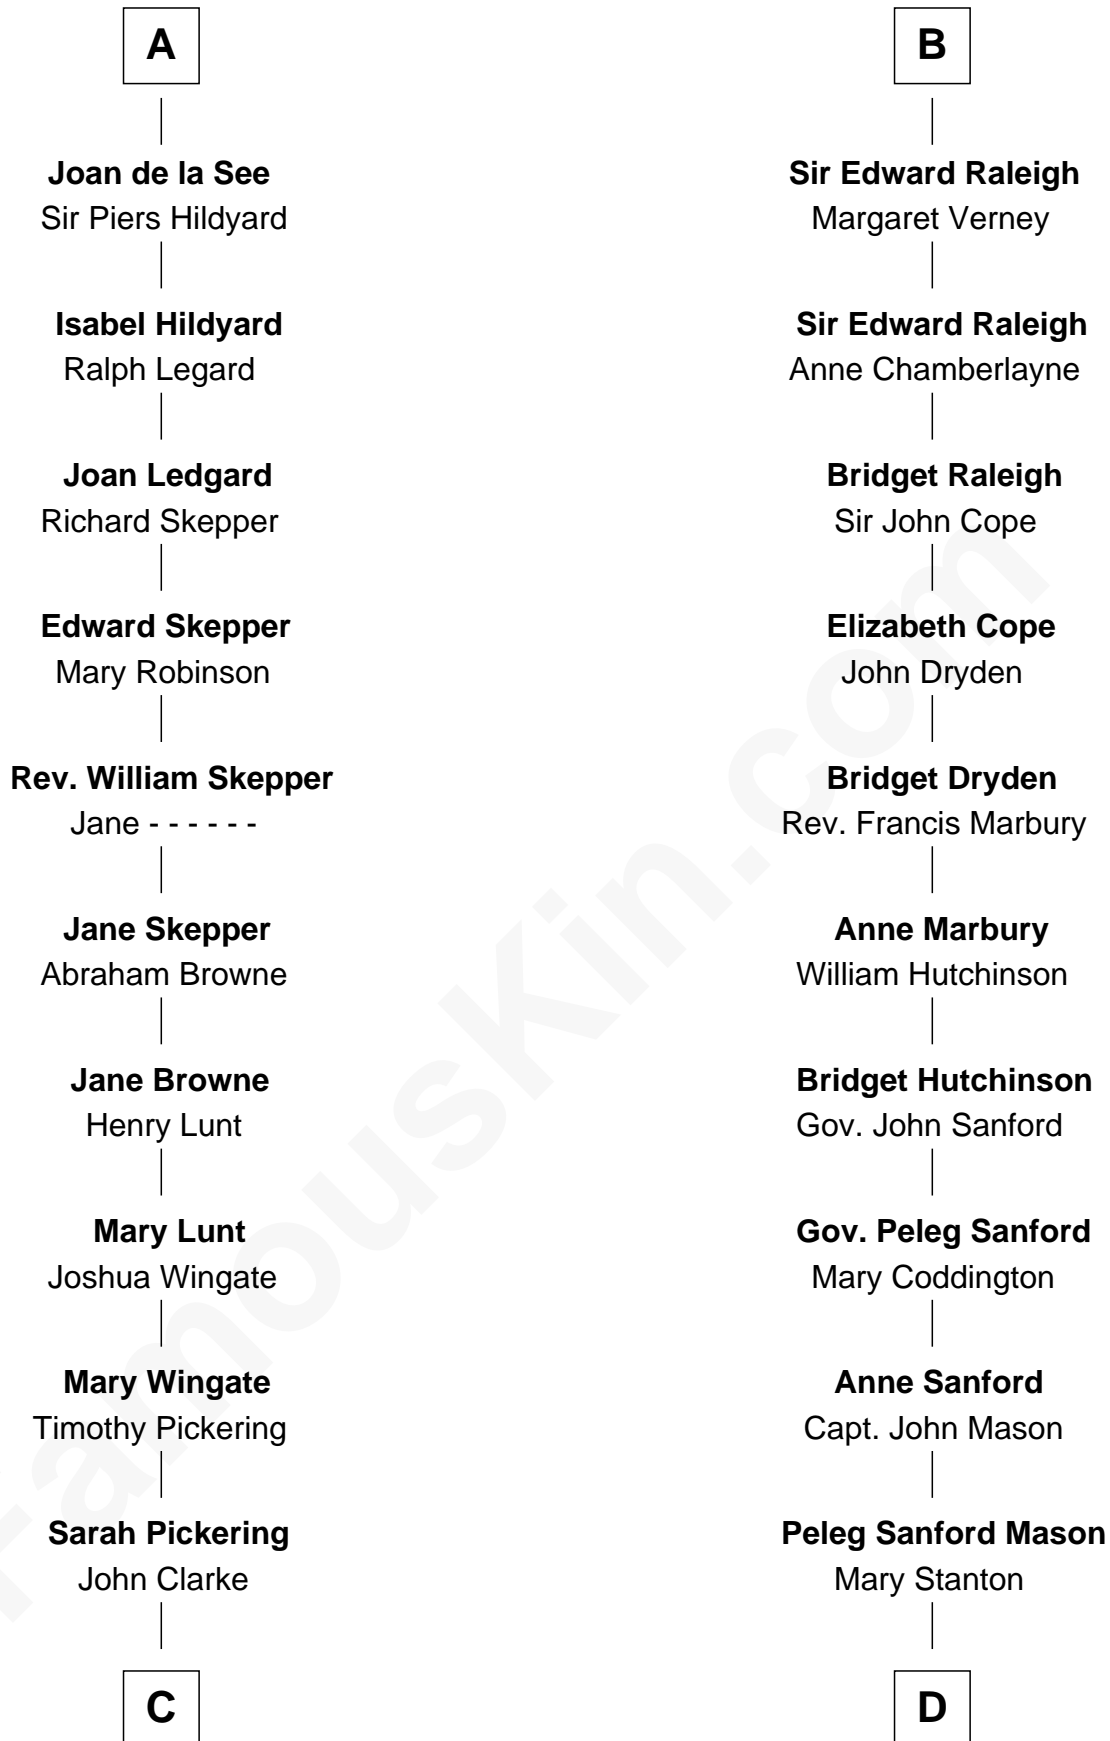 A
Joan de la See
Sir Piers Hildyard
Isabel Hildyard
Ralph Legard
Joan Ledgard
Richard Skepper
Edward Skepper
Mary Robinson
Rev. William Skepper
Jane - - - - - -
Jane Skepper
Abraham Browne
Jane Browne
Henry Lunt
Mary Lunt
Joshua Wingate
Mary Wingate
Timothy Pickering
Sarah Pickering
John Clarke
C
B
Sir Edward Raleigh
Margaret Verney
Sir Edward Raleigh
Anne Chamberlayne
Bridget Raleigh
Sir John Cope
Elizabeth Cope
John Dryden
Bridget Dryden
Rev. Francis Marbury
Anne Marbury
William Hutchinson
Bridget Hutchinson
Gov. John Sanford
Gov. Peleg Sanford
Mary Coddington
Anne Sanford
Capt. John Mason
Peleg Sanford Mason
Mary Stanton
D
FamousKin.com